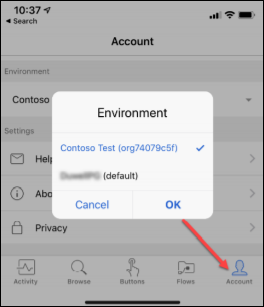 10:37
Search
Account
Environment
Contoso
Environment
Contoso Test (org74079c5f)
(default)
Cancel
OK
Settings
Help
Abo
Privacy
Activity
Browse
Buttons
Flows
Account